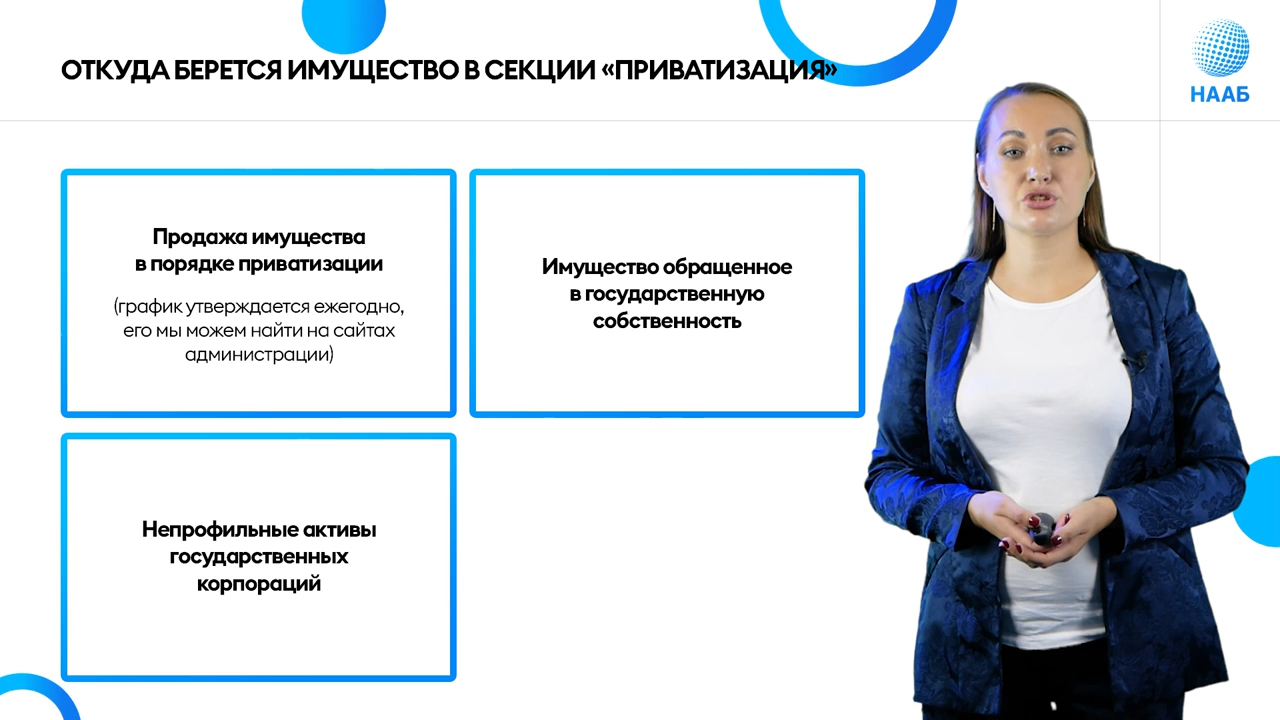 ОТКУДА БЕРЕТСЯ ИМУЩЕСТВО В СЕКЦИИ «ПРИВАТИЗАЦИЯ»
НААБ
Продажа имущества
в порядке приватизации
(график утверждается ежегодно,
его мы можем найти на сайтах
администрации)
Имущество обращенное
в государственную
собственность
Непрофильные активы
государственных
корпораций